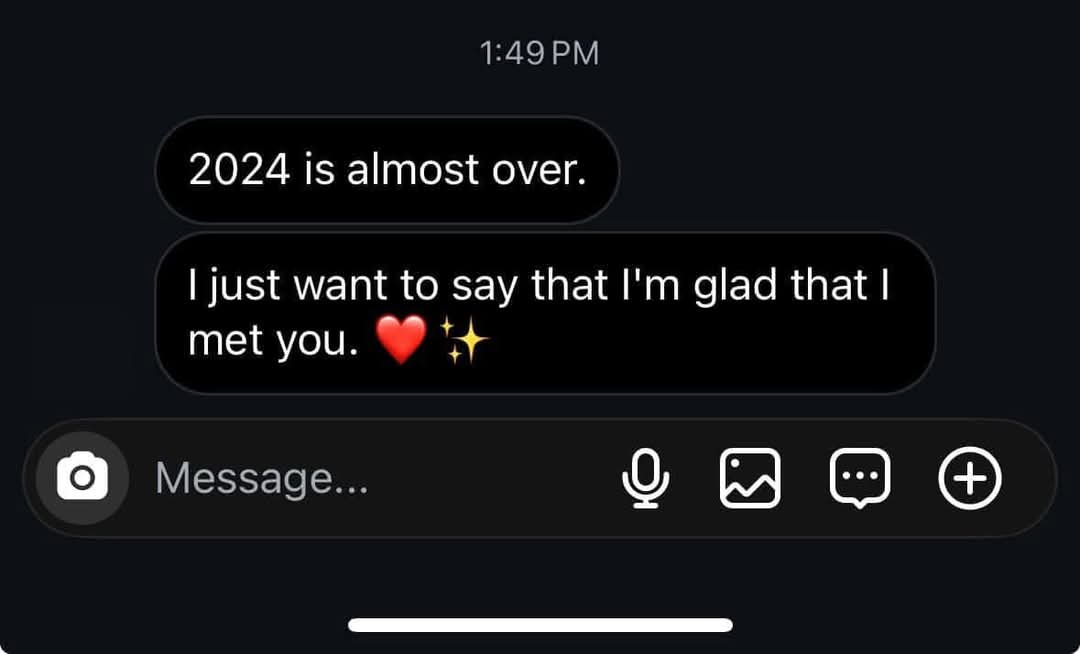 1:49 PM
2024 is almost over.
I just want to say that I'm glad that I
met you. ❤️ ✨
Message...